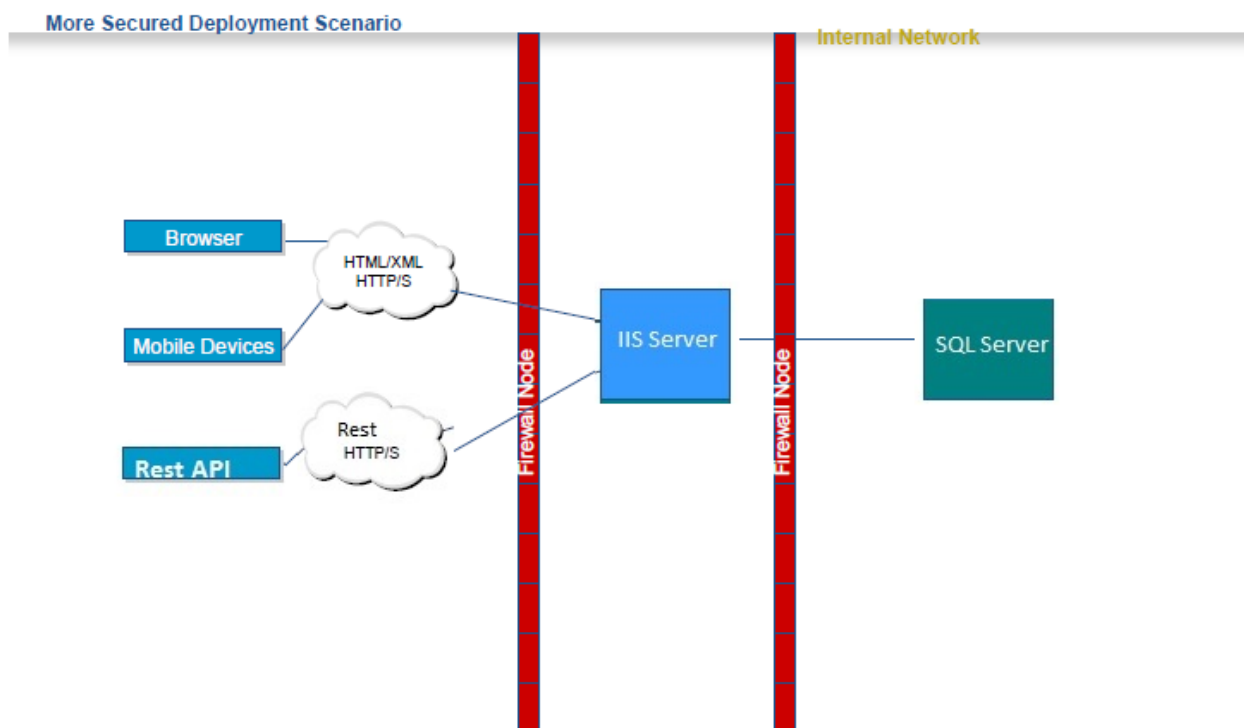 More Secured Deployment Scenario
Internal Network
Browser
HTML/XML
HTTP/S
Mobile Devices
IIS Server
SQL Server
Firewall Node
Firewall Node
Rest
HTTP/S
Rest API